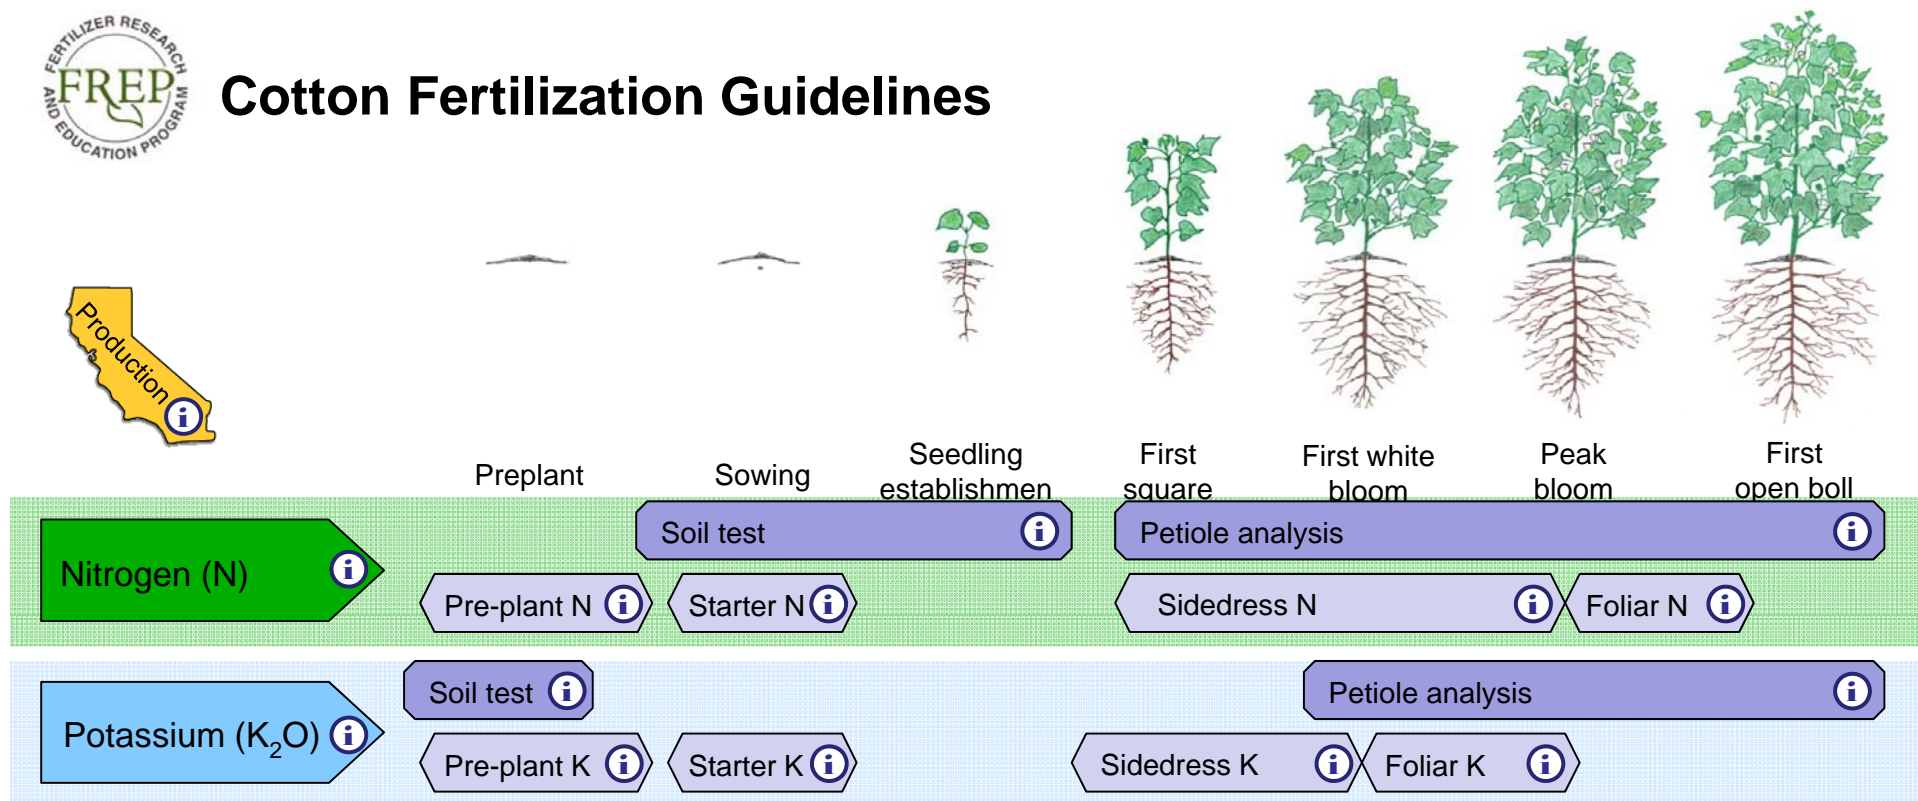 FERTILIZER RESEARCH
AND EDUCATION PROGRAM
FREP
Cotton Fertilization Guidelines
Production
i
Preplant
Sowing
Seedling
establishmen
First
square
First white
bloom
Peak
bloom
First
open boll
Nitrogen (N) i
Soil test i
Petiole analysis i
Pre-plant N i
Starter N i
Sidedress N i
Foliar N i
Potassium (K₂O) i
Soil test i
Petiole analysis i
Pre-plant K i
Starter K i
Sidedress K i
Foliar K i